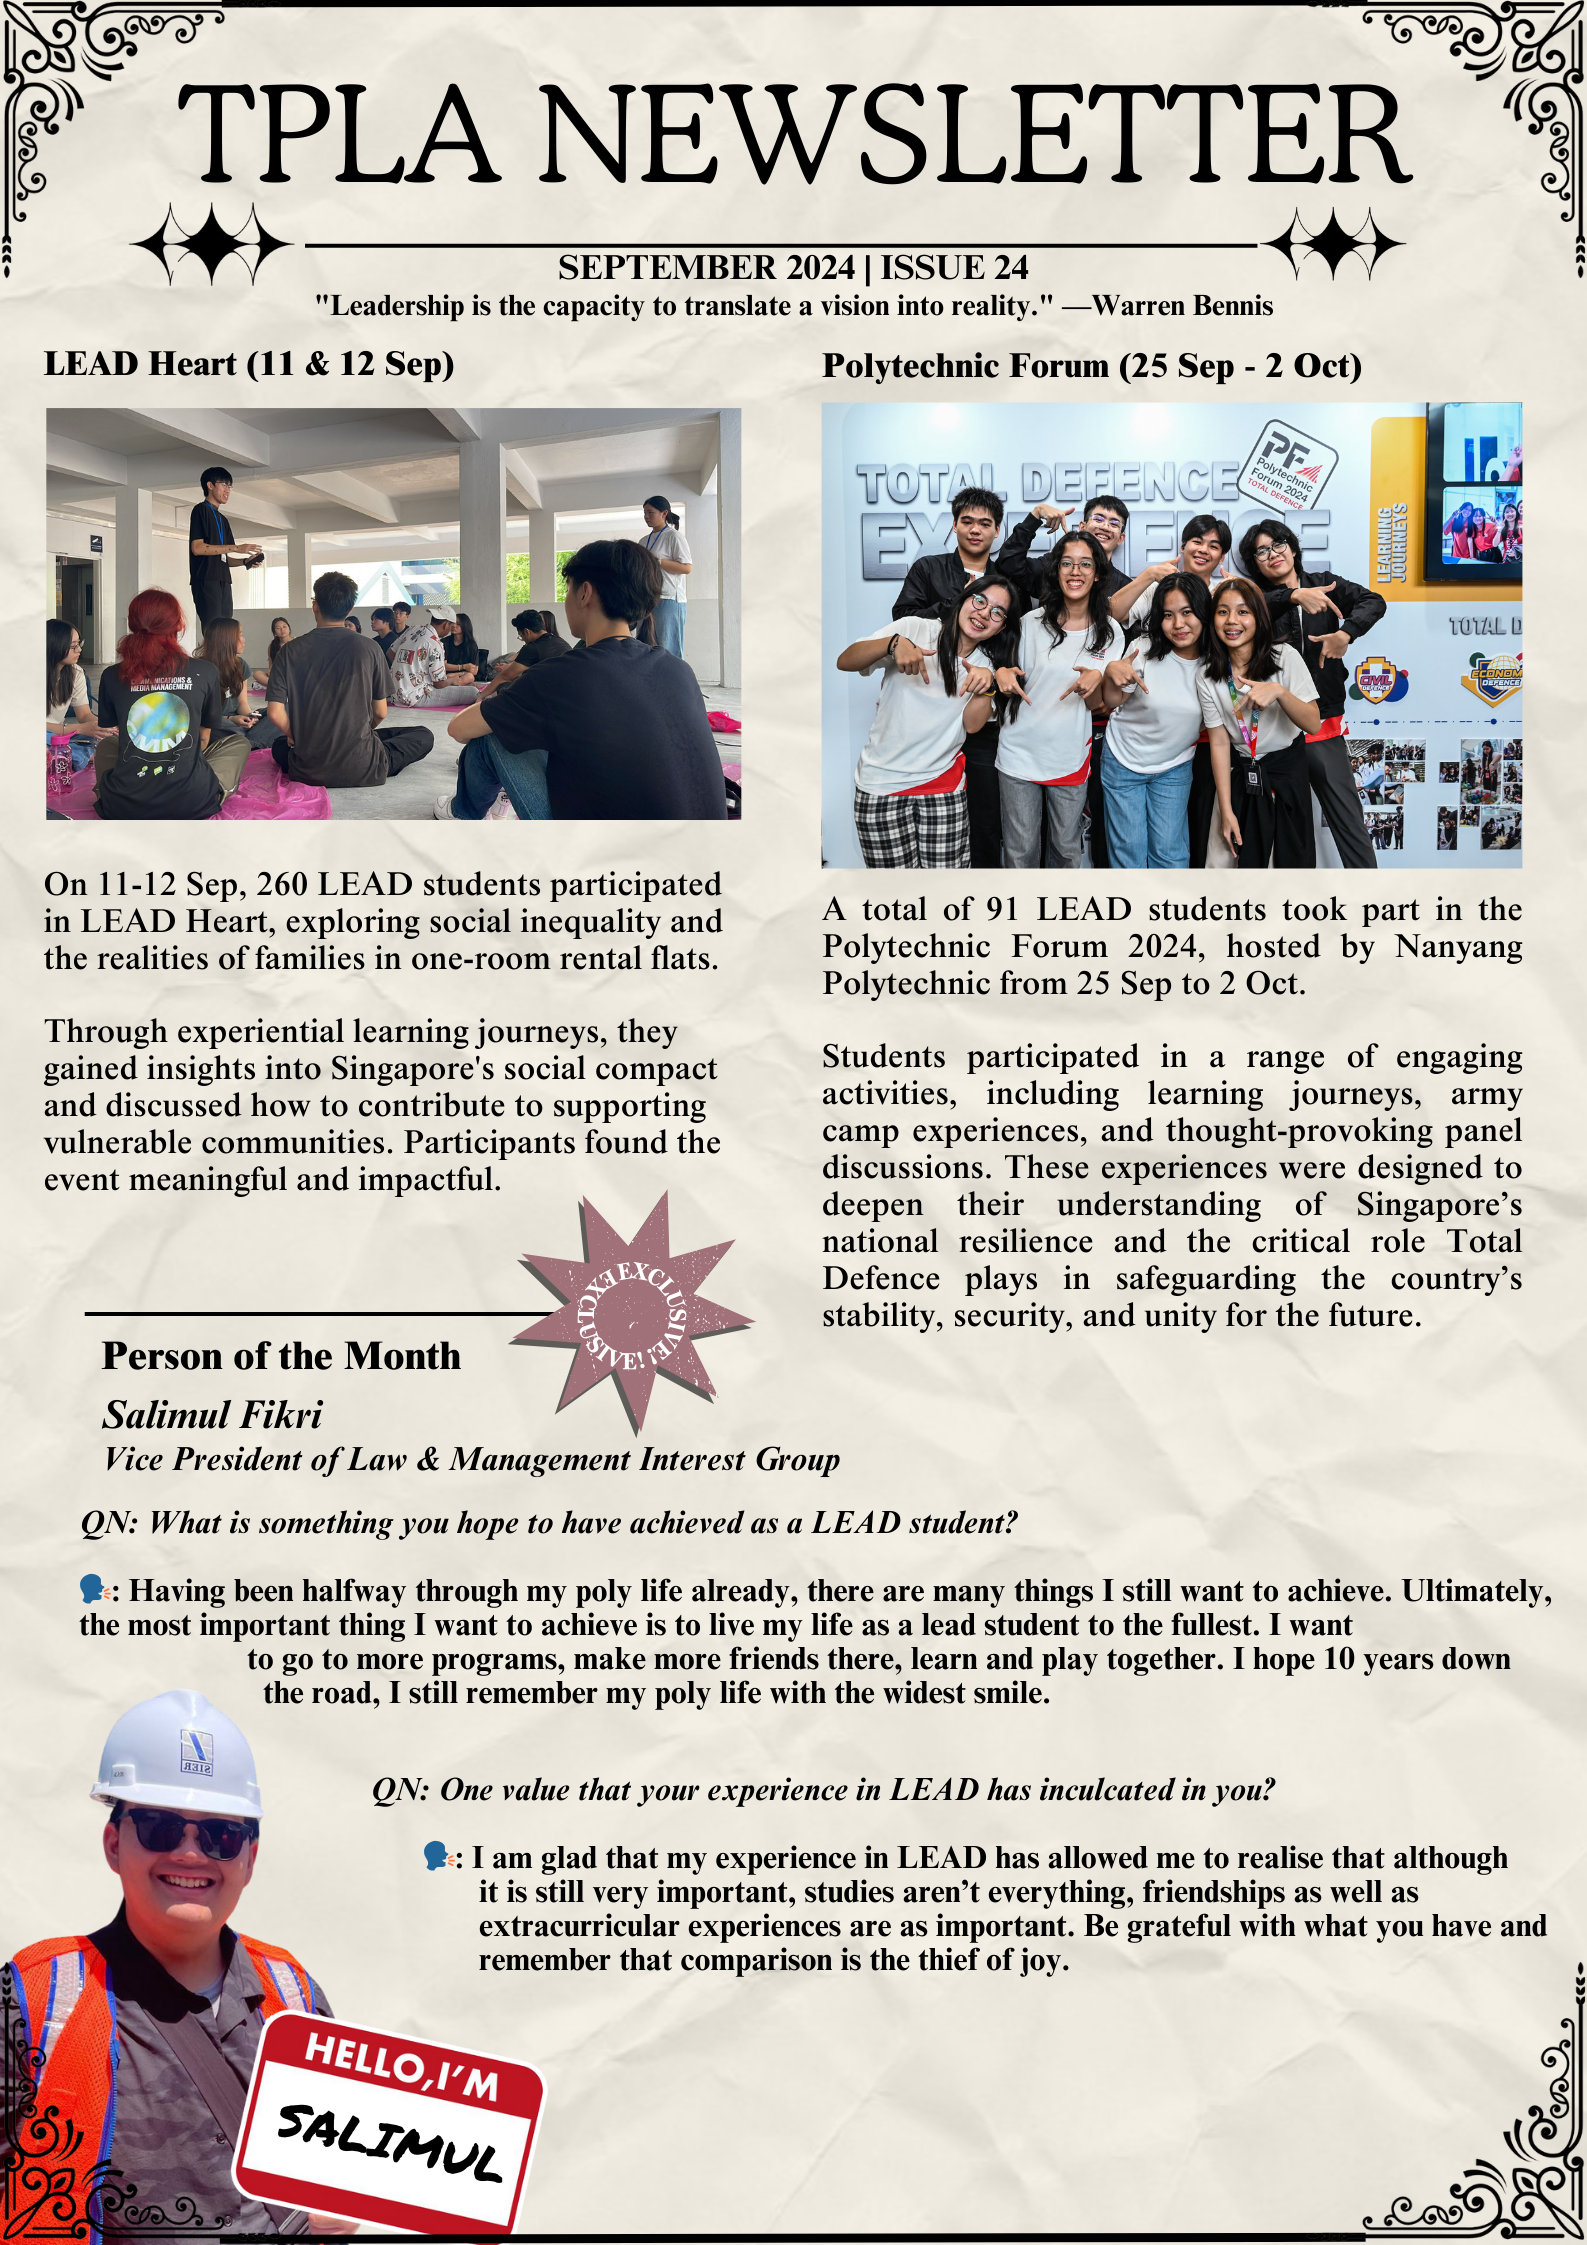 TPLA NEWSLETTER
SEPTEMBER 2024 | ISSUE 24
"Leadership is the capacity to translate a vision into reality." —Warren Bennis
LEAD Heart (11 & 12 Sep)
COMMUNICATIONS &
MEDIA MANAGEMENT
On 11-12 Sep, 260 LEAD students participated
in LEAD Heart, exploring social inequality and
the realities of families in one-room rental flats.
Through experiential learning journeys, they
gained insights into Singapore's social compact
and discussed how to contribute to supporting
vulnerable communities. Participants found the
event meaningful and impactful.
Polytechnic Forum (25 Sep - 2 Oct)
TOTAL DEFENCE
EXPERIENCE
PF
Polytechnic
Forum 2024
TOTAL DEFENCE
LEARNING
JOURNEYS
TOTAL D
CIVIL
DEFENCE
ECONOM
DEFENCE
A total of 91 LEAD students took part in the
Polytechnic Forum 2024, hosted by Nanyang
Polytechnic from 25 Sep to 2 Oct.
Students participated in a range of engaging
activities, including learning journeys, army
camp experiences, and thought-provoking panel
discussions. These experiences were designed to
deepen their understanding of Singapore’s
national resilience and the critical role Total
Defence plays in safeguarding the country’s
stability, security, and unity for the future.
EXCLUSIVE! EXCLUSIVE!
Person of the Month
Salimul Fikri
Vice President of Law & Management Interest Group
QN: What is something you hope to have achieved as a LEAD student?
🗣: Having been halfway through my poly life already, there are many things I still want to achieve. Ultimately,
the most important thing I want to achieve is to live my life as a lead student to the fullest. I want
to go to more programs, make more friends there, learn and play together. I hope 10 years down
the road, I still remember my poly life with the widest smile.
SIER
QN: One value that your experience in LEAD has inculcated in you?
🗣: I am glad that my experience in LEAD has allowed me to realise that although
it is still very important, studies aren’t everything, friendships as well as
extracurricular experiences are as important. Be grateful with what you have and
remember that comparison is the thief of joy.
HELLO, I’M
SALIMUL